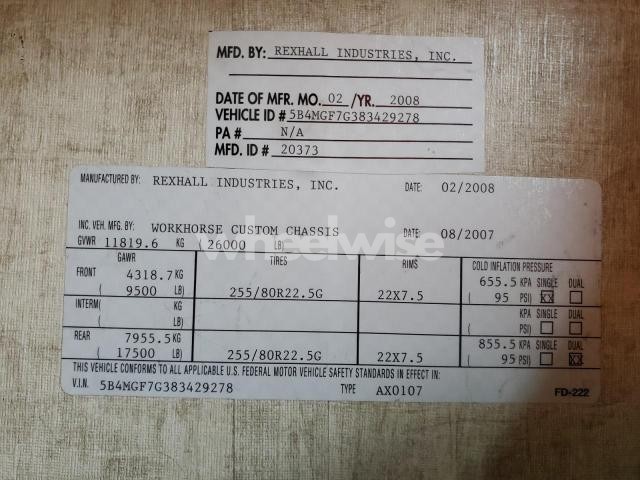 MFD. BY: REXHALL INDUSTRIES, INC.
DATE OF MFR. MO. 02 /YR. 2008
VEHICLE ID # 5B4MGF7G383429278
PA # N/A
MFD. ID # 20373
MANUFACTURED BY: REXHALL INDUSTRIES, INC. DATE: 02/2008
INC. VEH. MFG. BY: WORKHORSE CUSTOM CHASSIS DATE: 08/2007
GVWR 11819.6 KG ( 26000 LB)
GAWR TIRES RIMS COLD INFLATION PRESSURE
FRONT 4318.7 KG 655.5 KPA SINGLE DUAL
( 9500 LB) 255/80R22.5G 22X7.5 ( 95 PSI) XX
INTERM( KG KPA SINGLE DUAL
( LB) ( PSI)
REAR 7955.5 KG 855.5 KPA SINGLE DUAL
( 17500 LB) 255/80R22.5G 22X7.5 ( 95 PSI) XX
THIS VEHICLE CONFORMS TO ALL APPLICABLE U.S. FEDERAL MOTOR VEHICLE SAFETY STANDARDS IN EFFECT IN:
V.I.N. 5B4MGF7G383429278 TYPE AX0107 FD-222
wheelwise